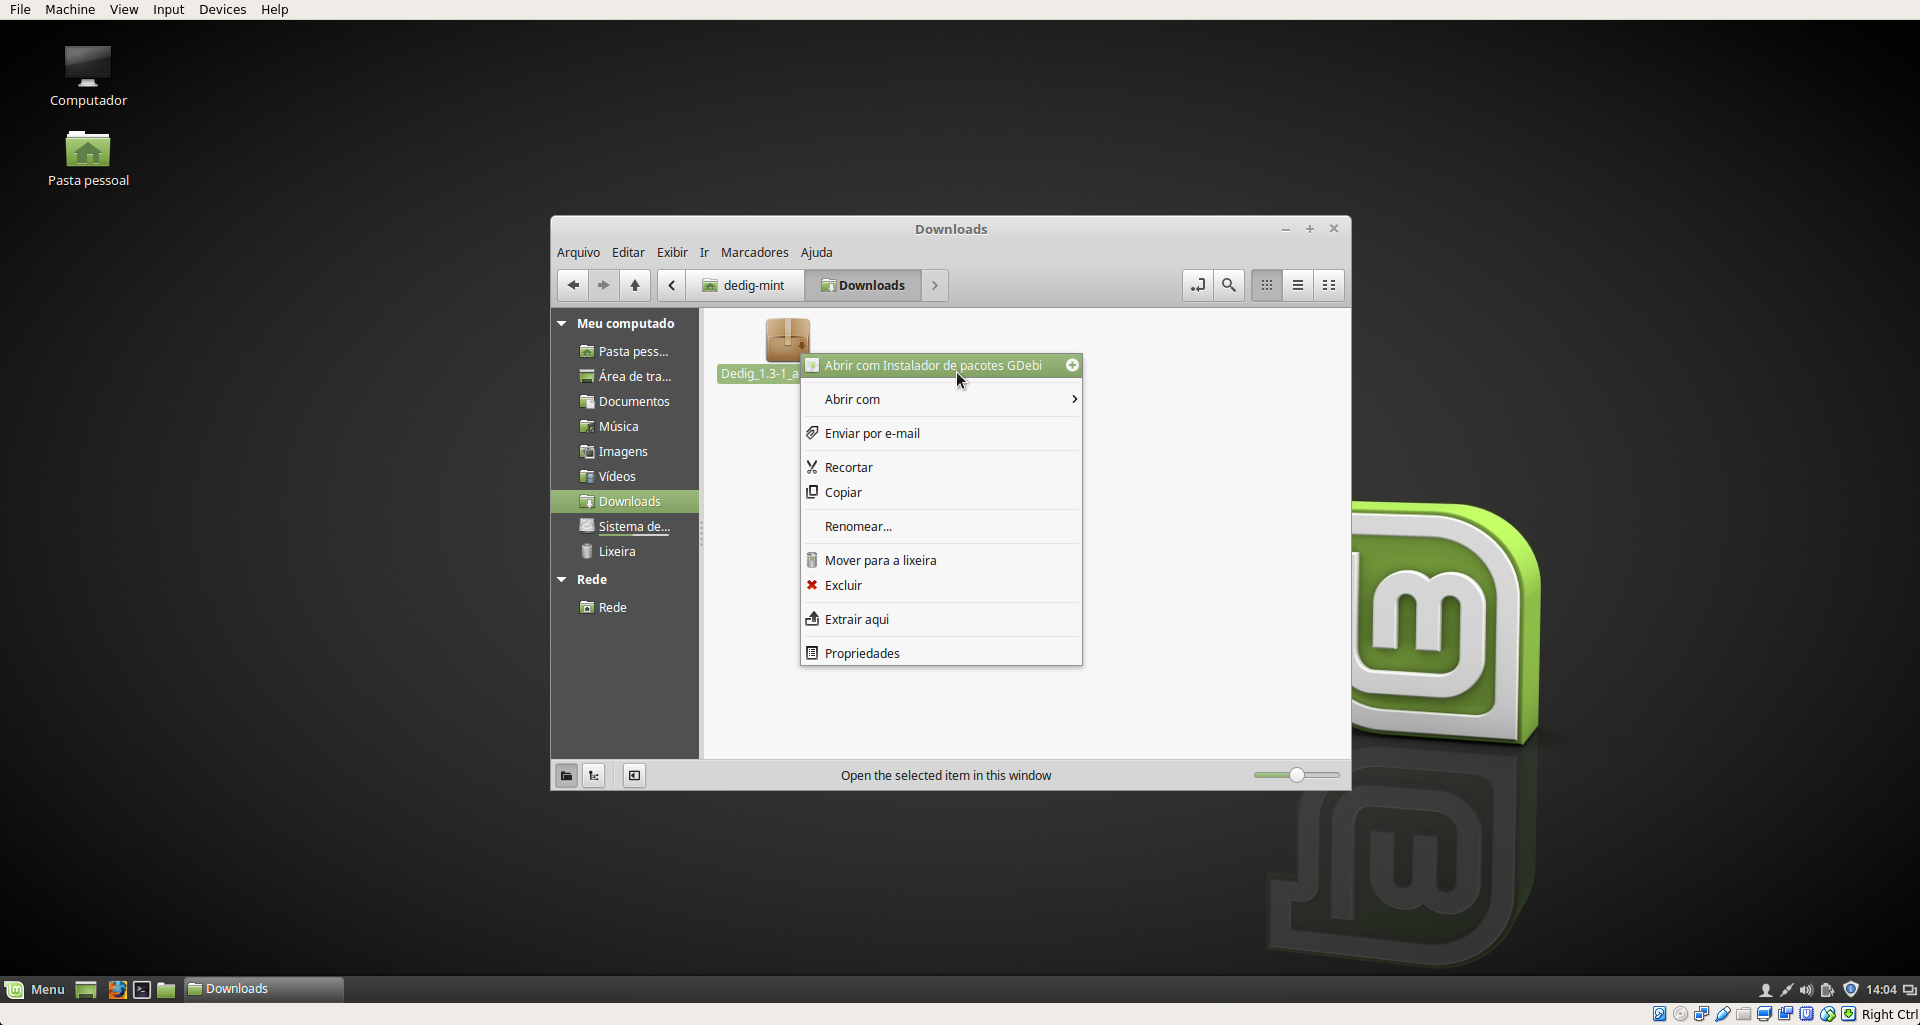 File Machine View Input Devices Help
Computador
Pasta pessoal
Downloads
Arquivo Editar Exibir Ir Marcadores Ajuda
dedig-mint Downloads
Meu computado
Pasta pess...
Área de tra...
Documentos
Música
Imagens
Vídeos
Downloads
Sistema de...
Lixeira
Rede
Rede
Dedig_1.3-1_a
Abrir com Instalador de pacotes GDebi
Abrir com
Enviar por e-mail
Recortar
Copiar
Renomear...
Mover para a lixeira
Excluir
Extrair aqui
Propriedades
Open the selected item in this window
Menu Downloads 14:04
Right Ctrl